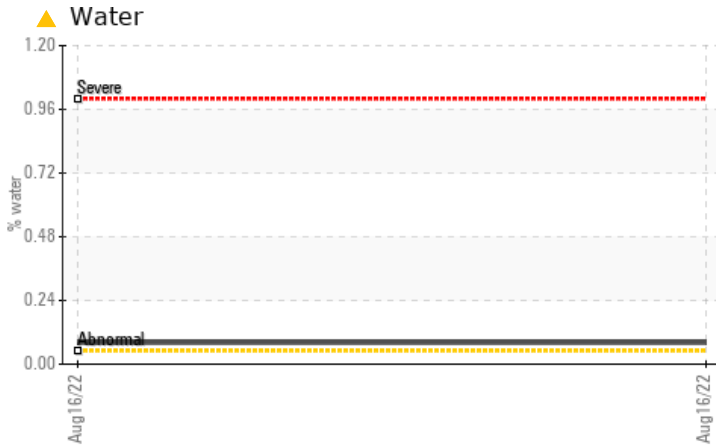 Water
1.20
Severe
0.96
0.72
% water
0.48
0.24
Abnormal
0.00
Aug16/22
Aug16/22